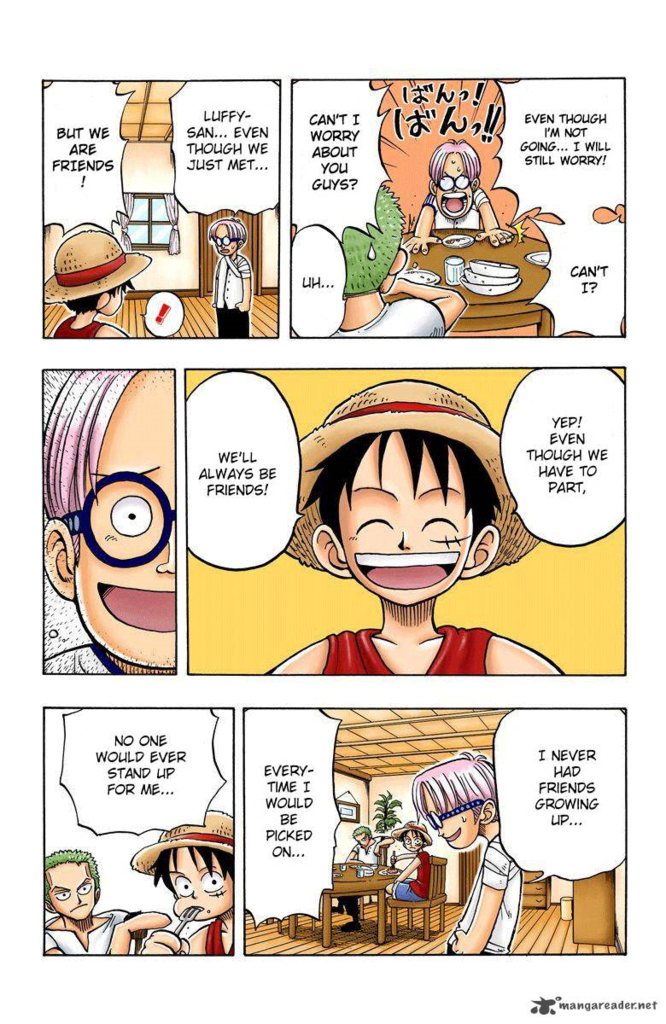 EVEN THOUGH
I'M NOT
GOING... I WILL
STILL WORRY!
ばんっ!
ばんっ!!
CAN'T I
WORRY
ABOUT
YOU
GUYS?
CAN'T
I?
UH...
LUFFY-
SAN... EVEN
THOUGH WE
JUST MET...
BUT WE
ARE
FRIENDS
!
!
YEP!
EVEN
THOUGH WE
HAVE TO
PART,
WE'LL
ALWAYS BE
FRIENDS!
I NEVER
HAD
FRIENDS
GROWING
UP...
EVERY-
TIME I
WOULD
BE
PICKED
ON...
NO ONE
WOULD EVER
STAND UP
FOR ME...
mangareader.net